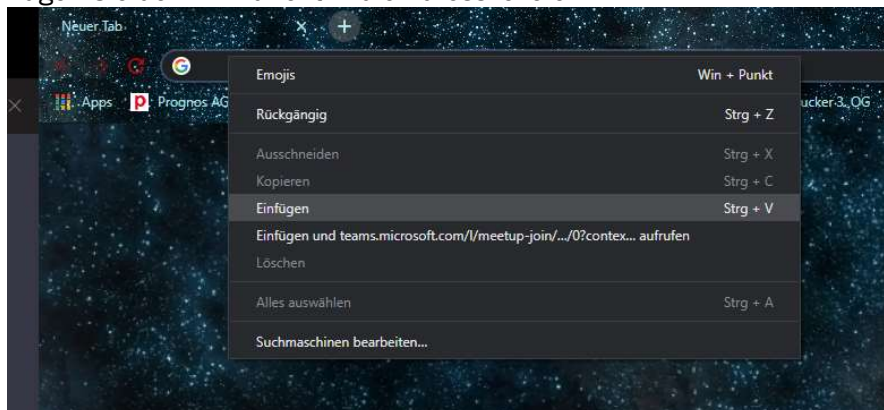 Neuer Tab
Apps Prognos AG ucker 3. OG
Emojis Win + Punkt
Rückgängig Strg + Z
Ausschneiden Strg + X
Kopieren Strg + C
Einfügen Strg + V
Einfügen und teams.microsoft.com/l/meetup-join/.../0?contex... aufrufen
Löschen
Alles auswählen Strg + A
Suchmaschinen bearbeiten...